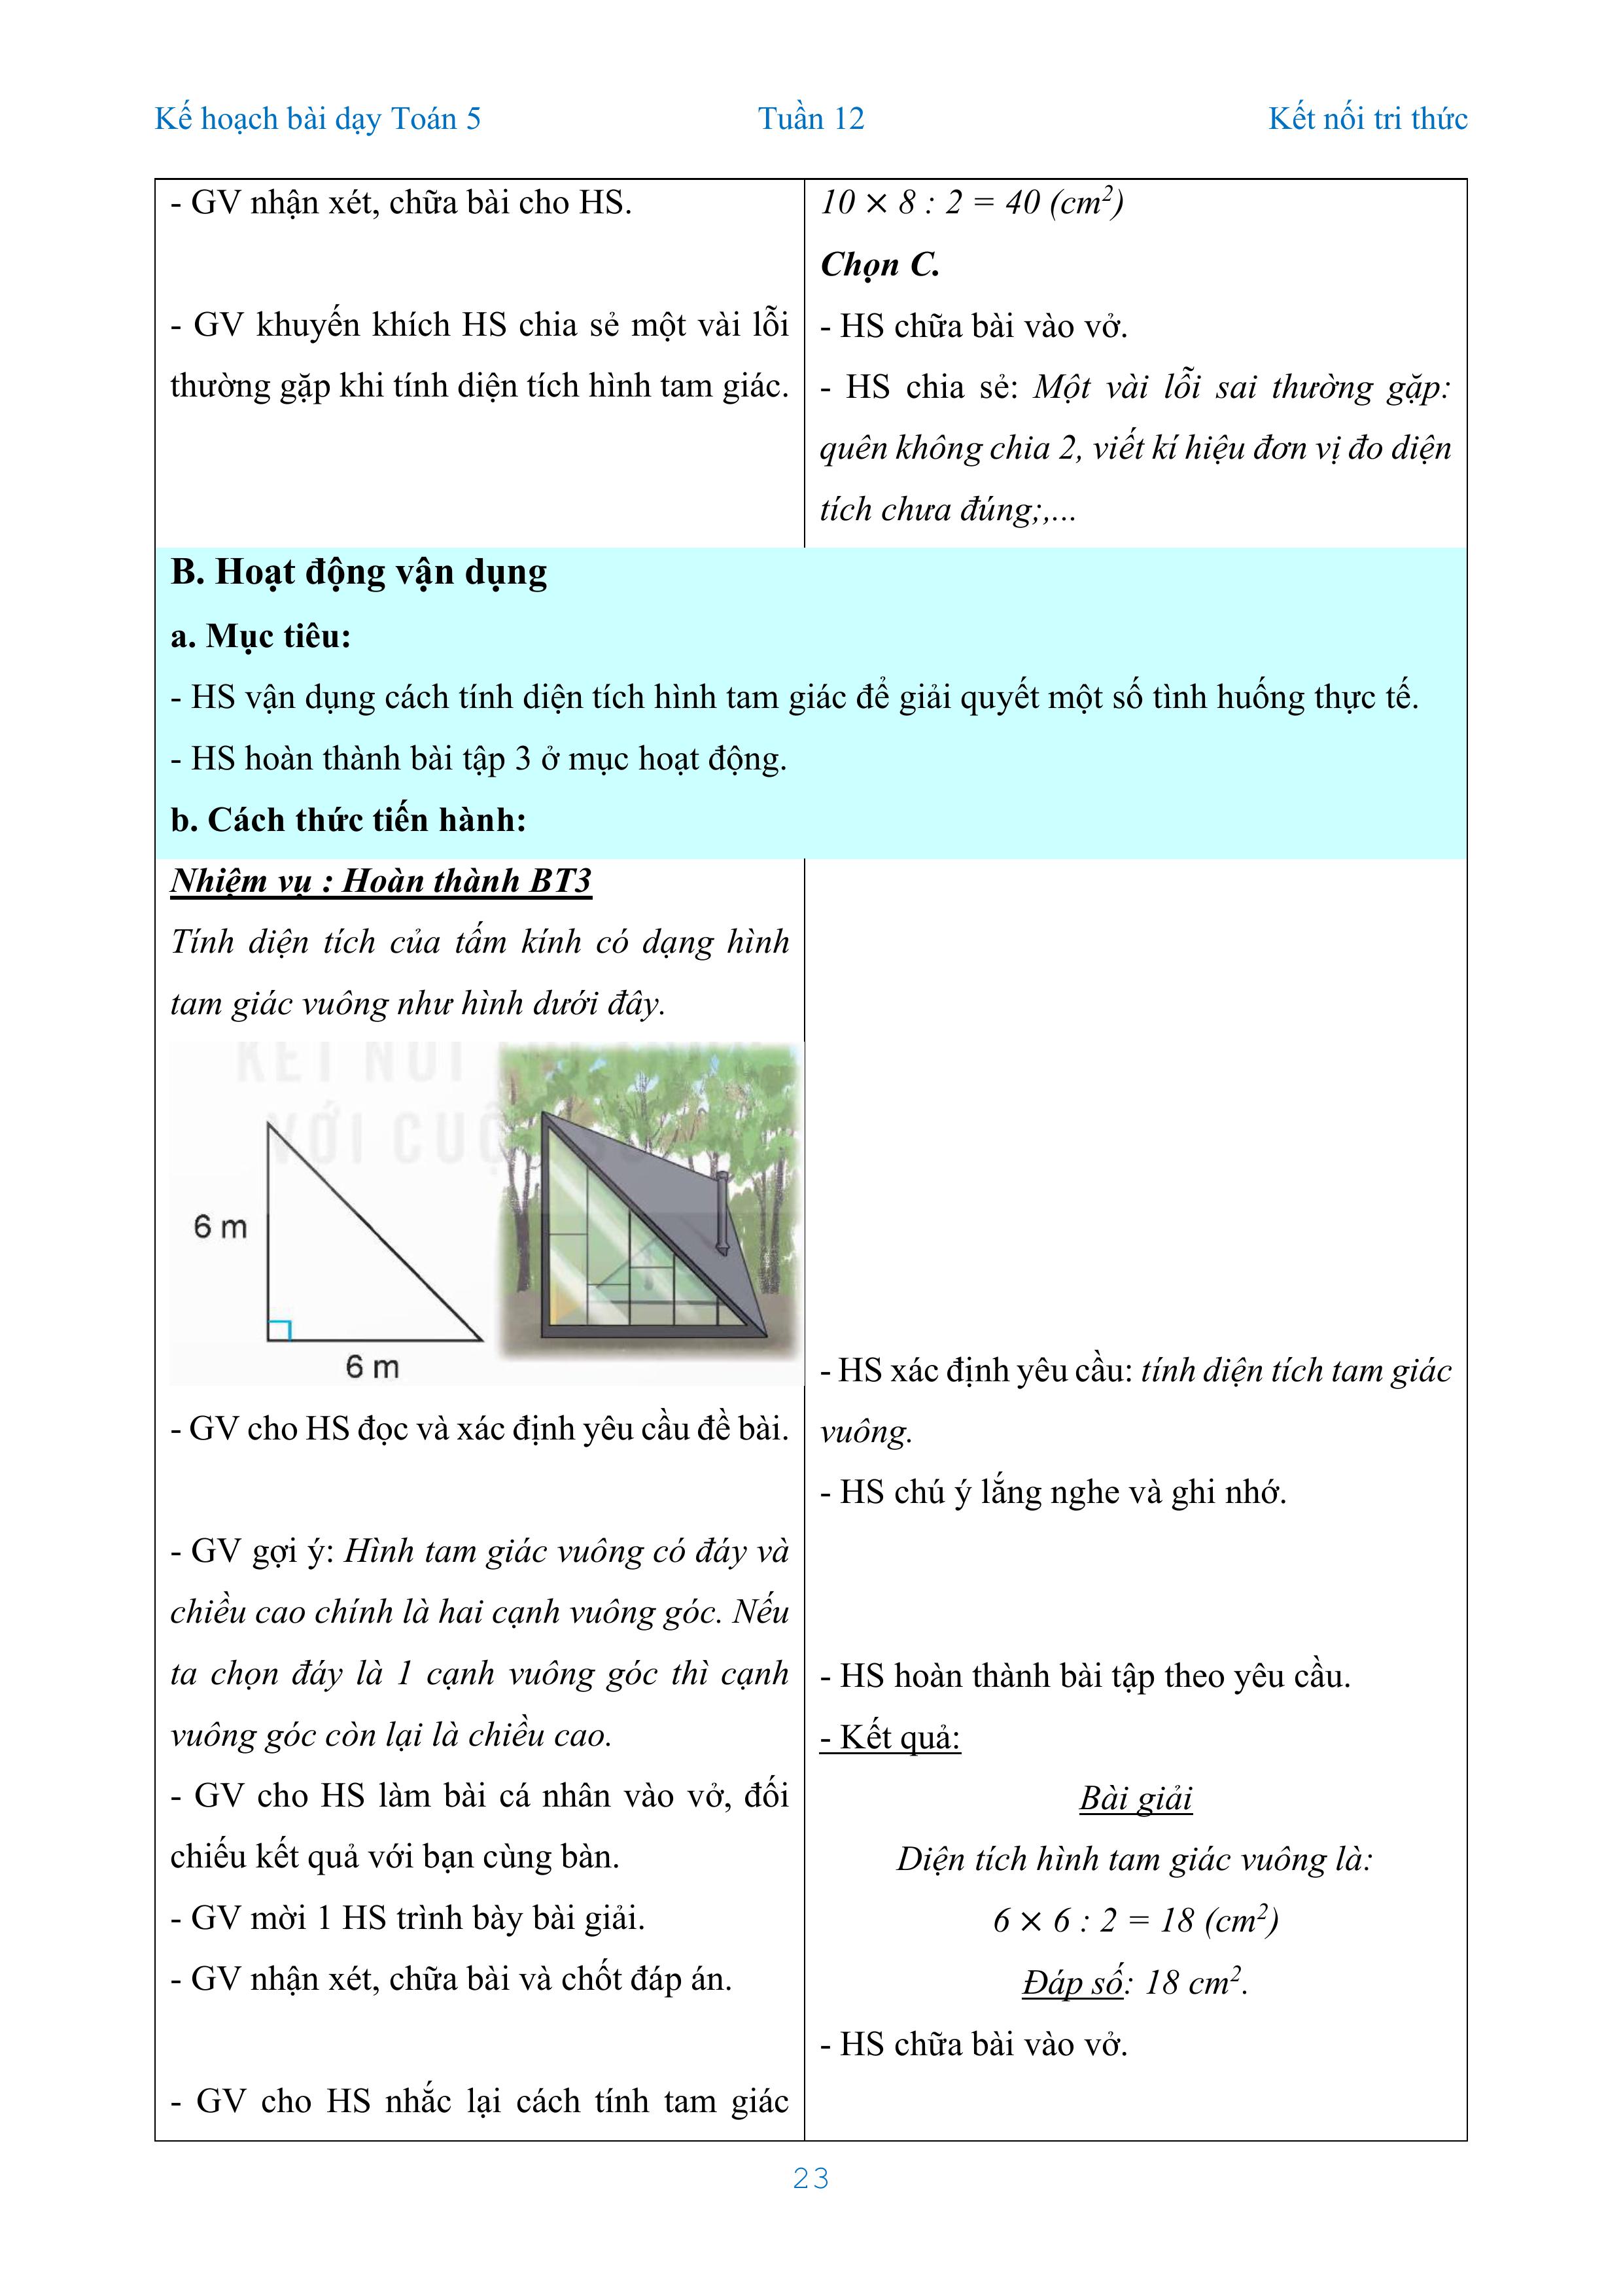 Kế hoạch bài dạy Toán 5 Tuần 12 Kết nối tri thức
- GV nhận xét, chữa bài cho HS.
- GV khuyến khích HS chia sẻ một vài lỗi
thường gặp khi tính diện tích hình tam giác.
10 × 8 : 2 = 40 (cm²)
Chọn C.
- HS chữa bài vào vở.
- HS chia sẻ: Một vài lỗi sai thường gặp:
quên không chia 2, viết kí hiệu đơn vị đo diện
tích chưa đúng;,...
B. Hoạt động vận dụng
a. Mục tiêu:
- HS vận dụng cách tính diện tích hình tam giác để giải quyết một số tình huống thực tế.
- HS hoàn thành bài tập 3 ở mục hoạt động.
b. Cách thức tiến hành:
Nhiệm vụ : Hoàn thành BT3
Tính diện tích của tấm kính có dạng hình
tam giác vuông như hình dưới đây.
KẾT NỐI TRI THỨC
VỚI CUỘC
6 m
6 m
- GV cho HS đọc và xác định yêu cầu đề bài.
- GV gợi ý: Hình tam giác vuông có đáy và
chiều cao chính là hai cạnh vuông góc. Nếu
ta chọn đáy là 1 cạnh vuông góc thì cạnh
vuông góc còn lại là chiều cao.
- GV cho HS làm bài cá nhân vào vở, đối
chiếu kết quả với bạn cùng bàn.
- GV mời 1 HS trình bày bài giải.
- GV nhận xét, chữa bài và chốt đáp án.
- GV cho HS nhắc lại cách tính tam giác
- HS xác định yêu cầu: tính diện tích tam giác
vuông.
- HS chú ý lắng nghe và ghi nhớ.
- HS hoàn thành bài tập theo yêu cầu.
- Kết quả:
Bài giải
Diện tích hình tam giác vuông là:
6 × 6 : 2 = 18 (cm²)
Đáp số: 18 cm².
- HS chữa bài vào vở.
23